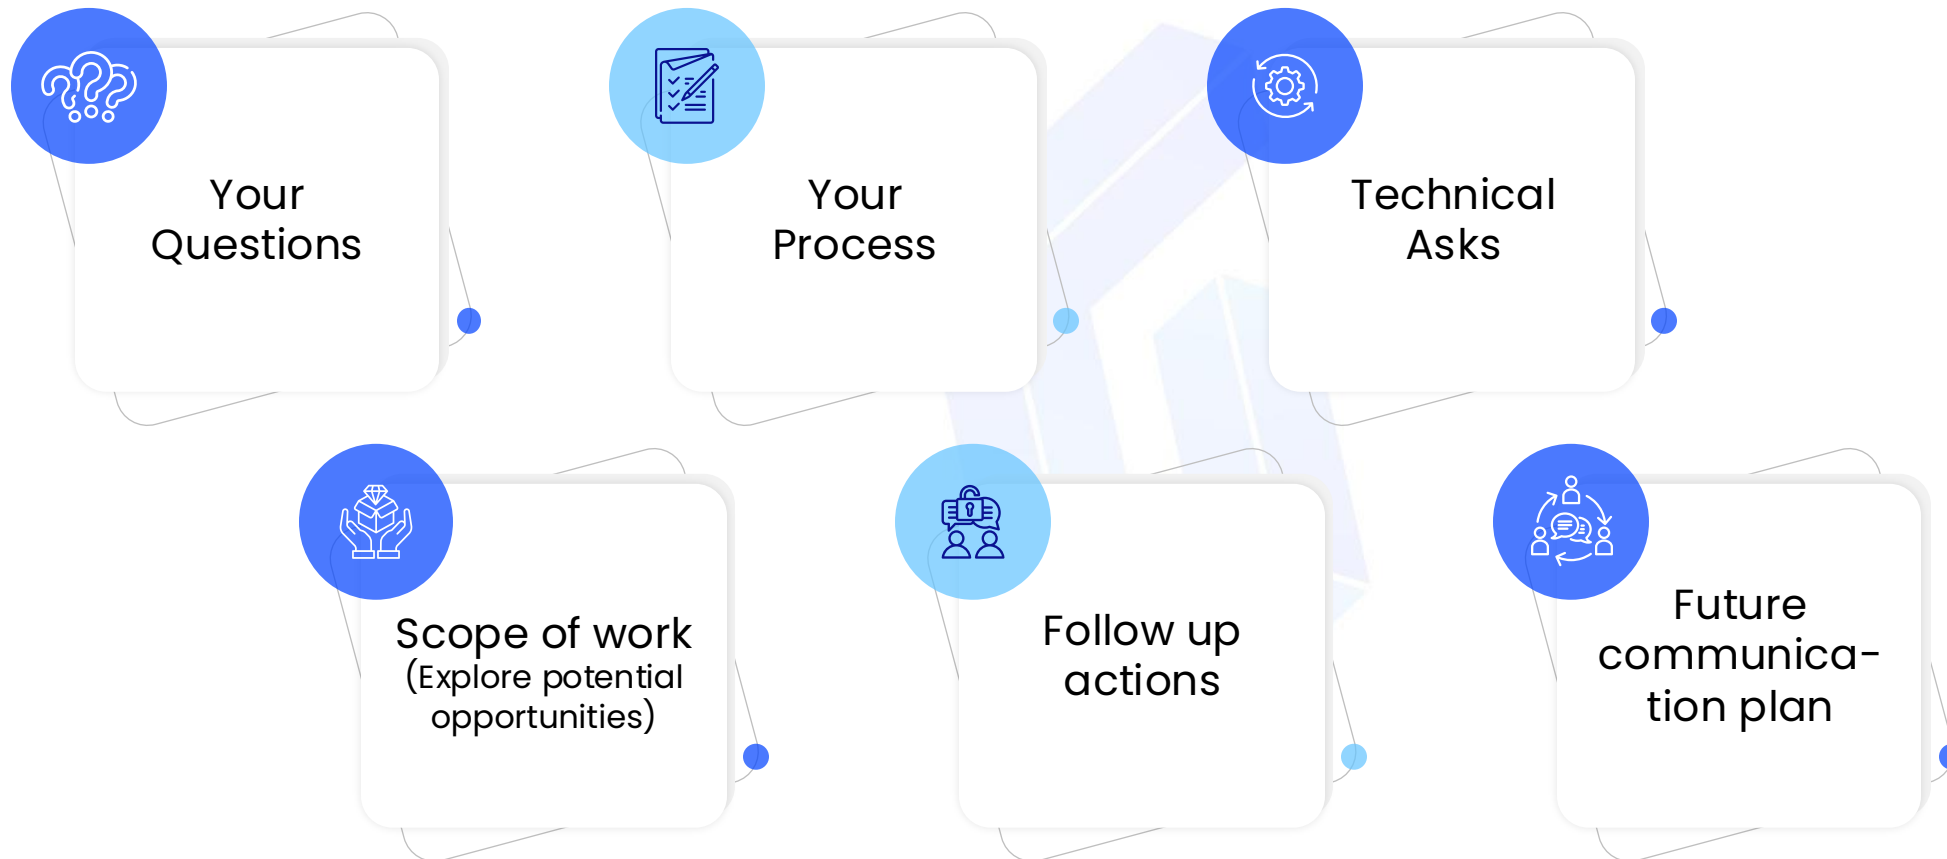 Your
Questions
Your
Process
Technical
Asks
Scope of work
(Explore potential
opportunities)
Follow up
actions
Future
communica-
tion plan